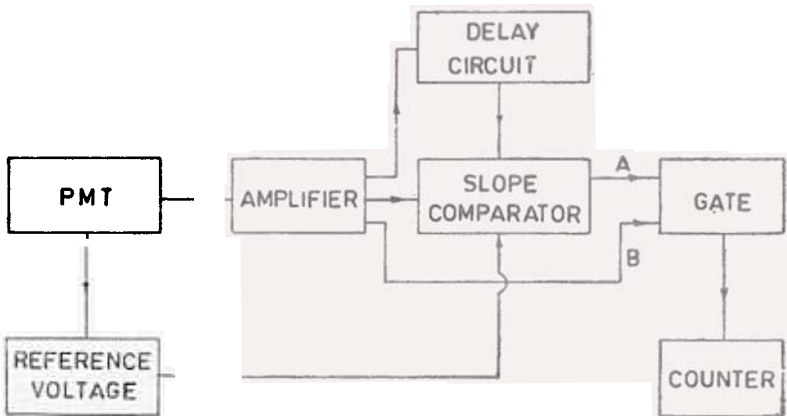 DELAY
CIRCUIT
PMT
AMPLIFIER
SLOPE
COMPARATOR
A
GATE
B
REFERENCE
VOLTAGE
COUNTER